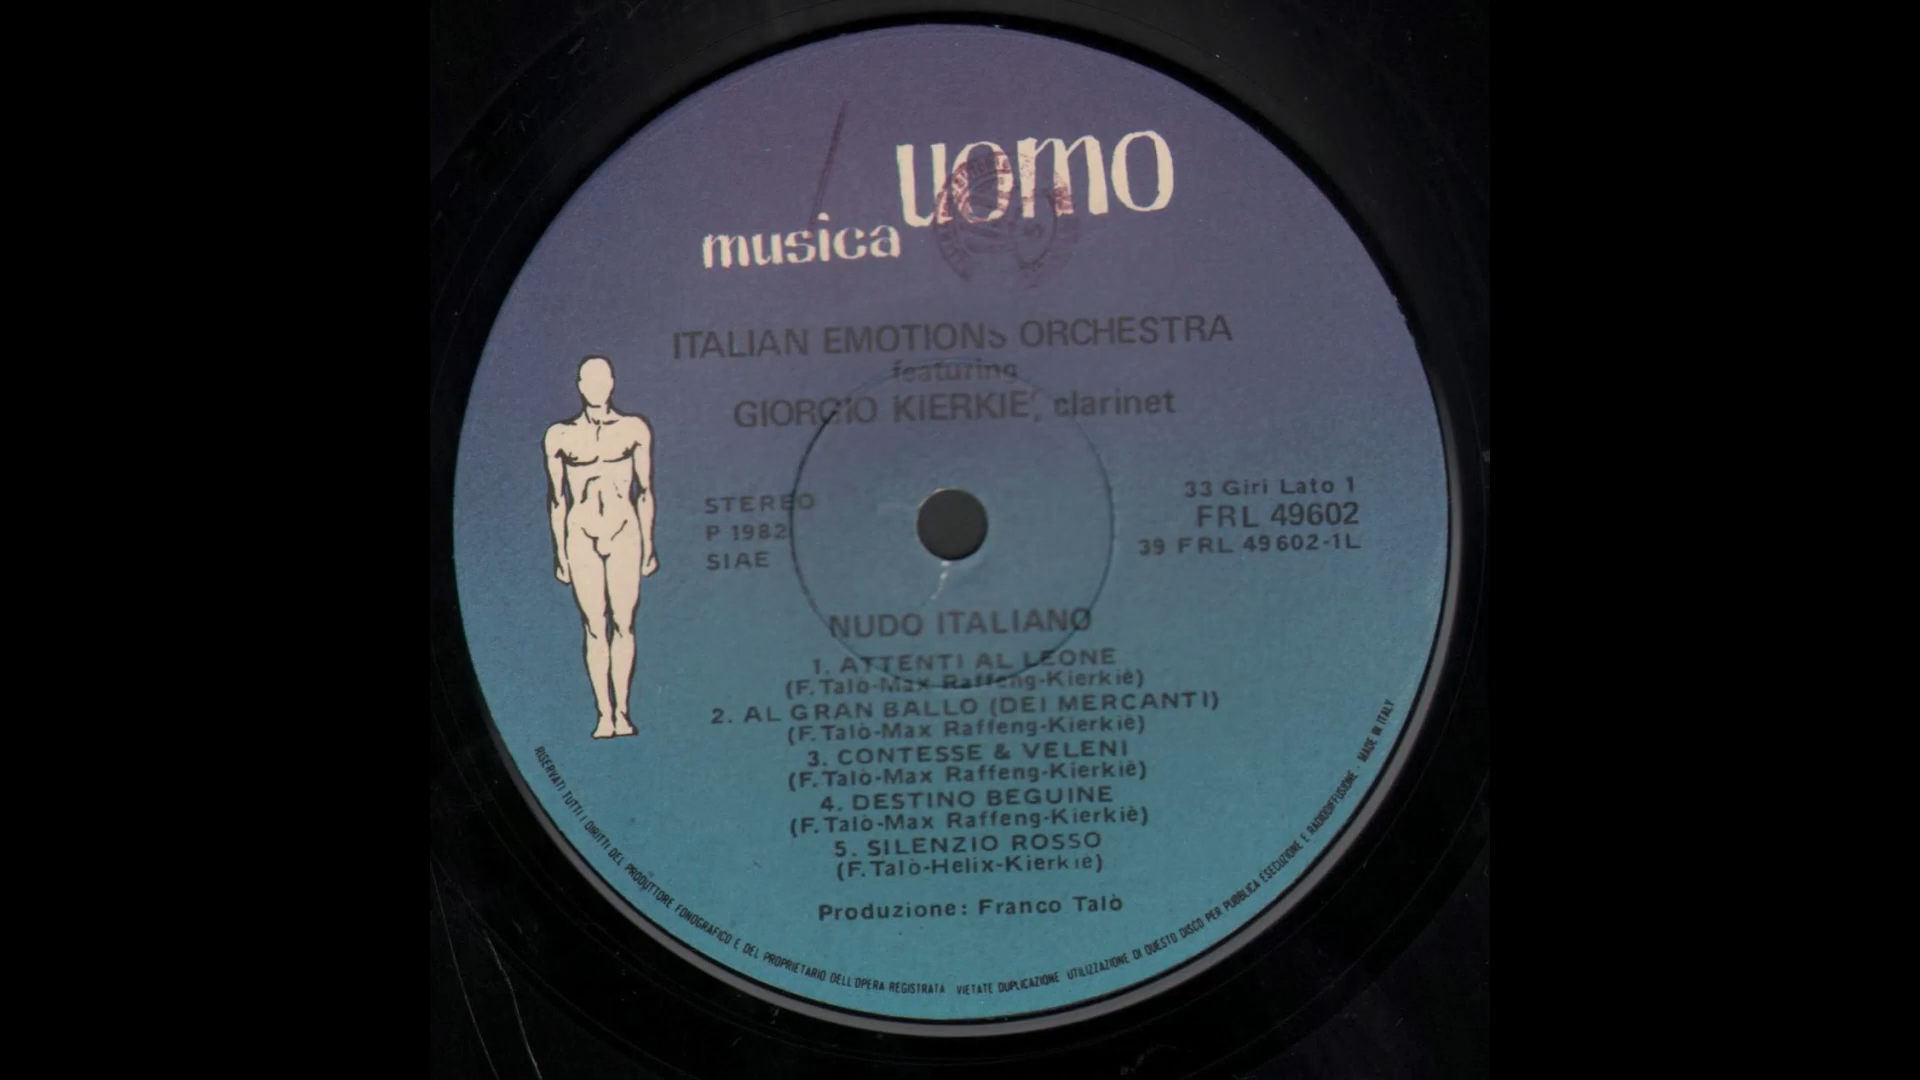 uomo
musica
ITALIAN EMOTIONS ORCHESTRA
featuring
GIORGIO KIERKIE', clarinet
STEREO
P 1982
SIAE
33 Giri Lato 1
FRL 49602
39 FRL 49602-1L
NUDO ITALIANO
1. ATTENTI AL LEONE
(F. Talò-Max Raffeng-Kierkiè)
2. AL GRAN BALLO (DEI MERCANTI)
(F. Talò-Max Raffeng-Kierkiè)
3. CONTESSE & VELENI
(F. Talò-Max Raffeng-Kierkiè)
4. DESTINO BEGUINE
(F. Talò-Max Raffeng-Kierkiè)
5. SILENZIO ROSSO
(F. Talò-Helix-Kierkiè)
Produzione: Franco Talò
RISERVATI TUTTI I DIRITTI DEL PRODUTTORE FONOGRAFICO E DEL PROPRIETARIO DELL'OPERA REGISTRATA VIETATE DUPLICAZIONE UTILIZZAZIONE DI QUESTO DISCO PER PUBBLICA ESECUZIONE E RADIODIFFUSIONE · MADE IN ITALY